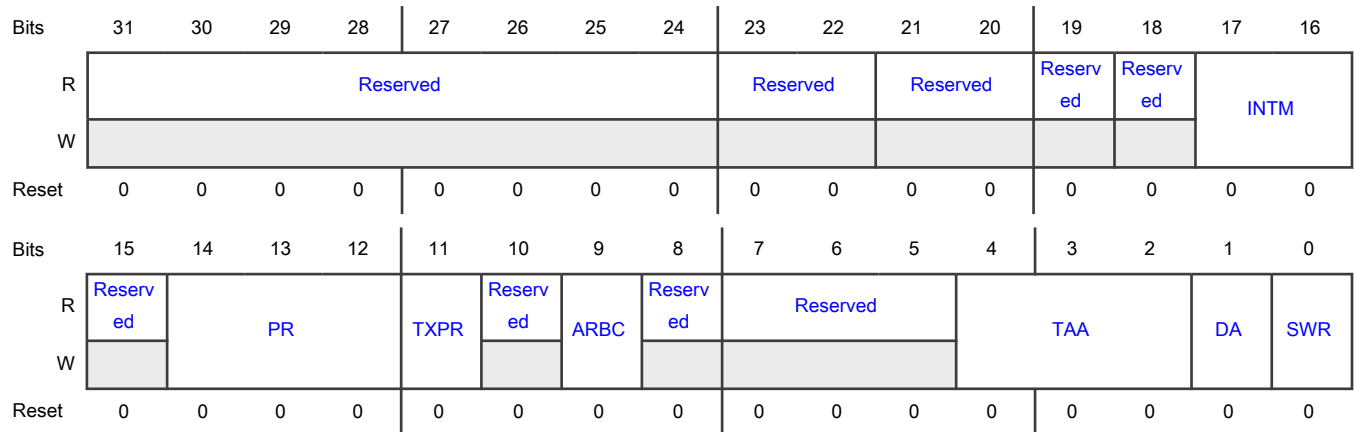 Bits 31 30 29 28 27 26 25 24 23 22 21 20 19 18 17 16
R Reserved Reserved Reserved Reserv Reserv INTM
ed ed
W
Reset 0 0 0 0 0 0 0 0 0 0 0 0 0 0 0 0
Bits 15 14 13 12 11 10 9 8 7 6 5 4 3 2 1 0
R Reserv PR TXPR Reserv ARBC Reserv Reserved TAA DA SWR
ed ed ed
W
Reset 0 0 0 0 0 0 0 0 0 0 0 0 0 0 0 0